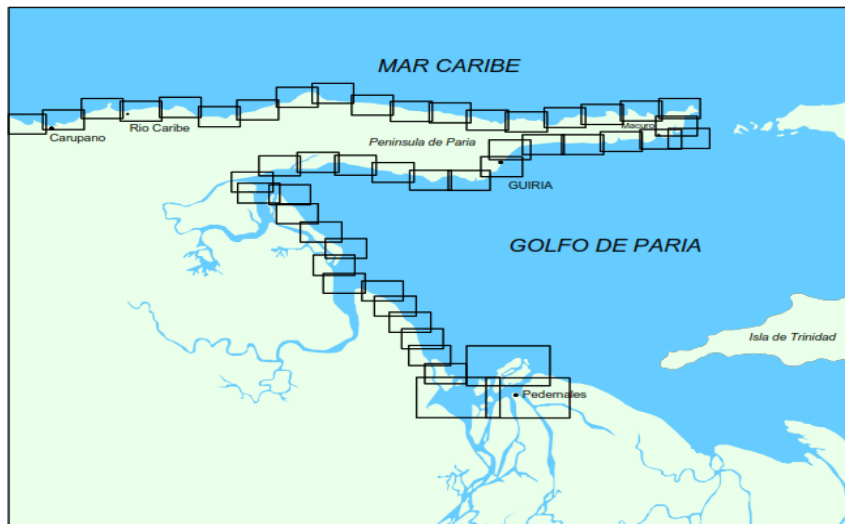 MAR CARIBE
Rio Caribe
Carupano
Macuro
Peninsula de Paria
GUIRIA
GOLFO DE PARIA
Isla de Trinidad
Pedernales